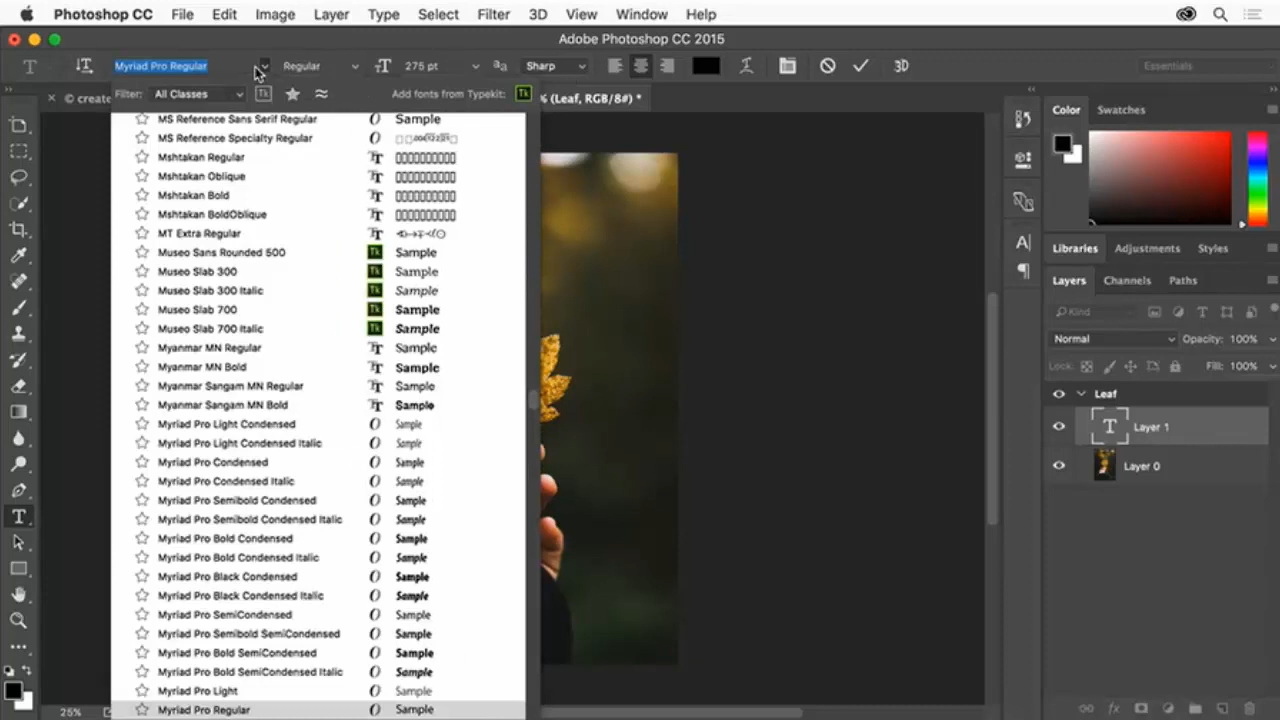 Photoshop CC File Edit Image Layer Type Select Filter 3D View Window Help
Adobe Photoshop CC 2015
T Myriad Pro Regular Regular 275 pt aa Sharp 3D Essentials
Filter: All Classes Tk Add fonts from Typekit: Tk
× © create % (Leaf, RGB/8#) *
MS Reference Sans Serif Regular Sample
MS Reference Specialty Regular
Mshtakan Regular
Mshtakan Oblique
Mshtakan Bold
Mshtakan BoldOblique
MT Extra Regular
Museo Sans Rounded 500 Tk Sample
Museo Slab 300 Tk Sample
Museo Slab 300 Italic Tk Sample
Museo Slab 700 Tk Sample
Museo Slab 700 Italic Tk Sample
Myanmar MN Regular Sample
Myanmar MN Bold Sample
Myanmar Sangam MN Regular Sample
Myanmar Sangam MN Bold Sample
Myriad Pro Light Condensed Sample
Myriad Pro Light Condensed Italic Sample
Myriad Pro Condensed Sample
Myriad Pro Condensed Italic Sample
Myriad Pro Semibold Condensed Sample
Myriad Pro Semibold Condensed Italic Sample
Myriad Pro Bold Condensed Sample
Myriad Pro Bold Condensed Italic Sample
Myriad Pro Black Condensed Sample
Myriad Pro Black Condensed Italic Sample
Myriad Pro SemiCondensed Sample
Myriad Pro Semibold SemiCondensed Sample
Myriad Pro Bold SemiCondensed Sample
Myriad Pro Bold SemiCondensed Italic Sample
Myriad Pro Light Sample
Myriad Pro Regular Sample
25%
Color Swatches
Libraries Adjustments Styles
Layers Channels Paths
Kind
Normal Opacity: 100%
Lock: Fill: 100%
Leaf
T Layer 1
Layer 0
fx